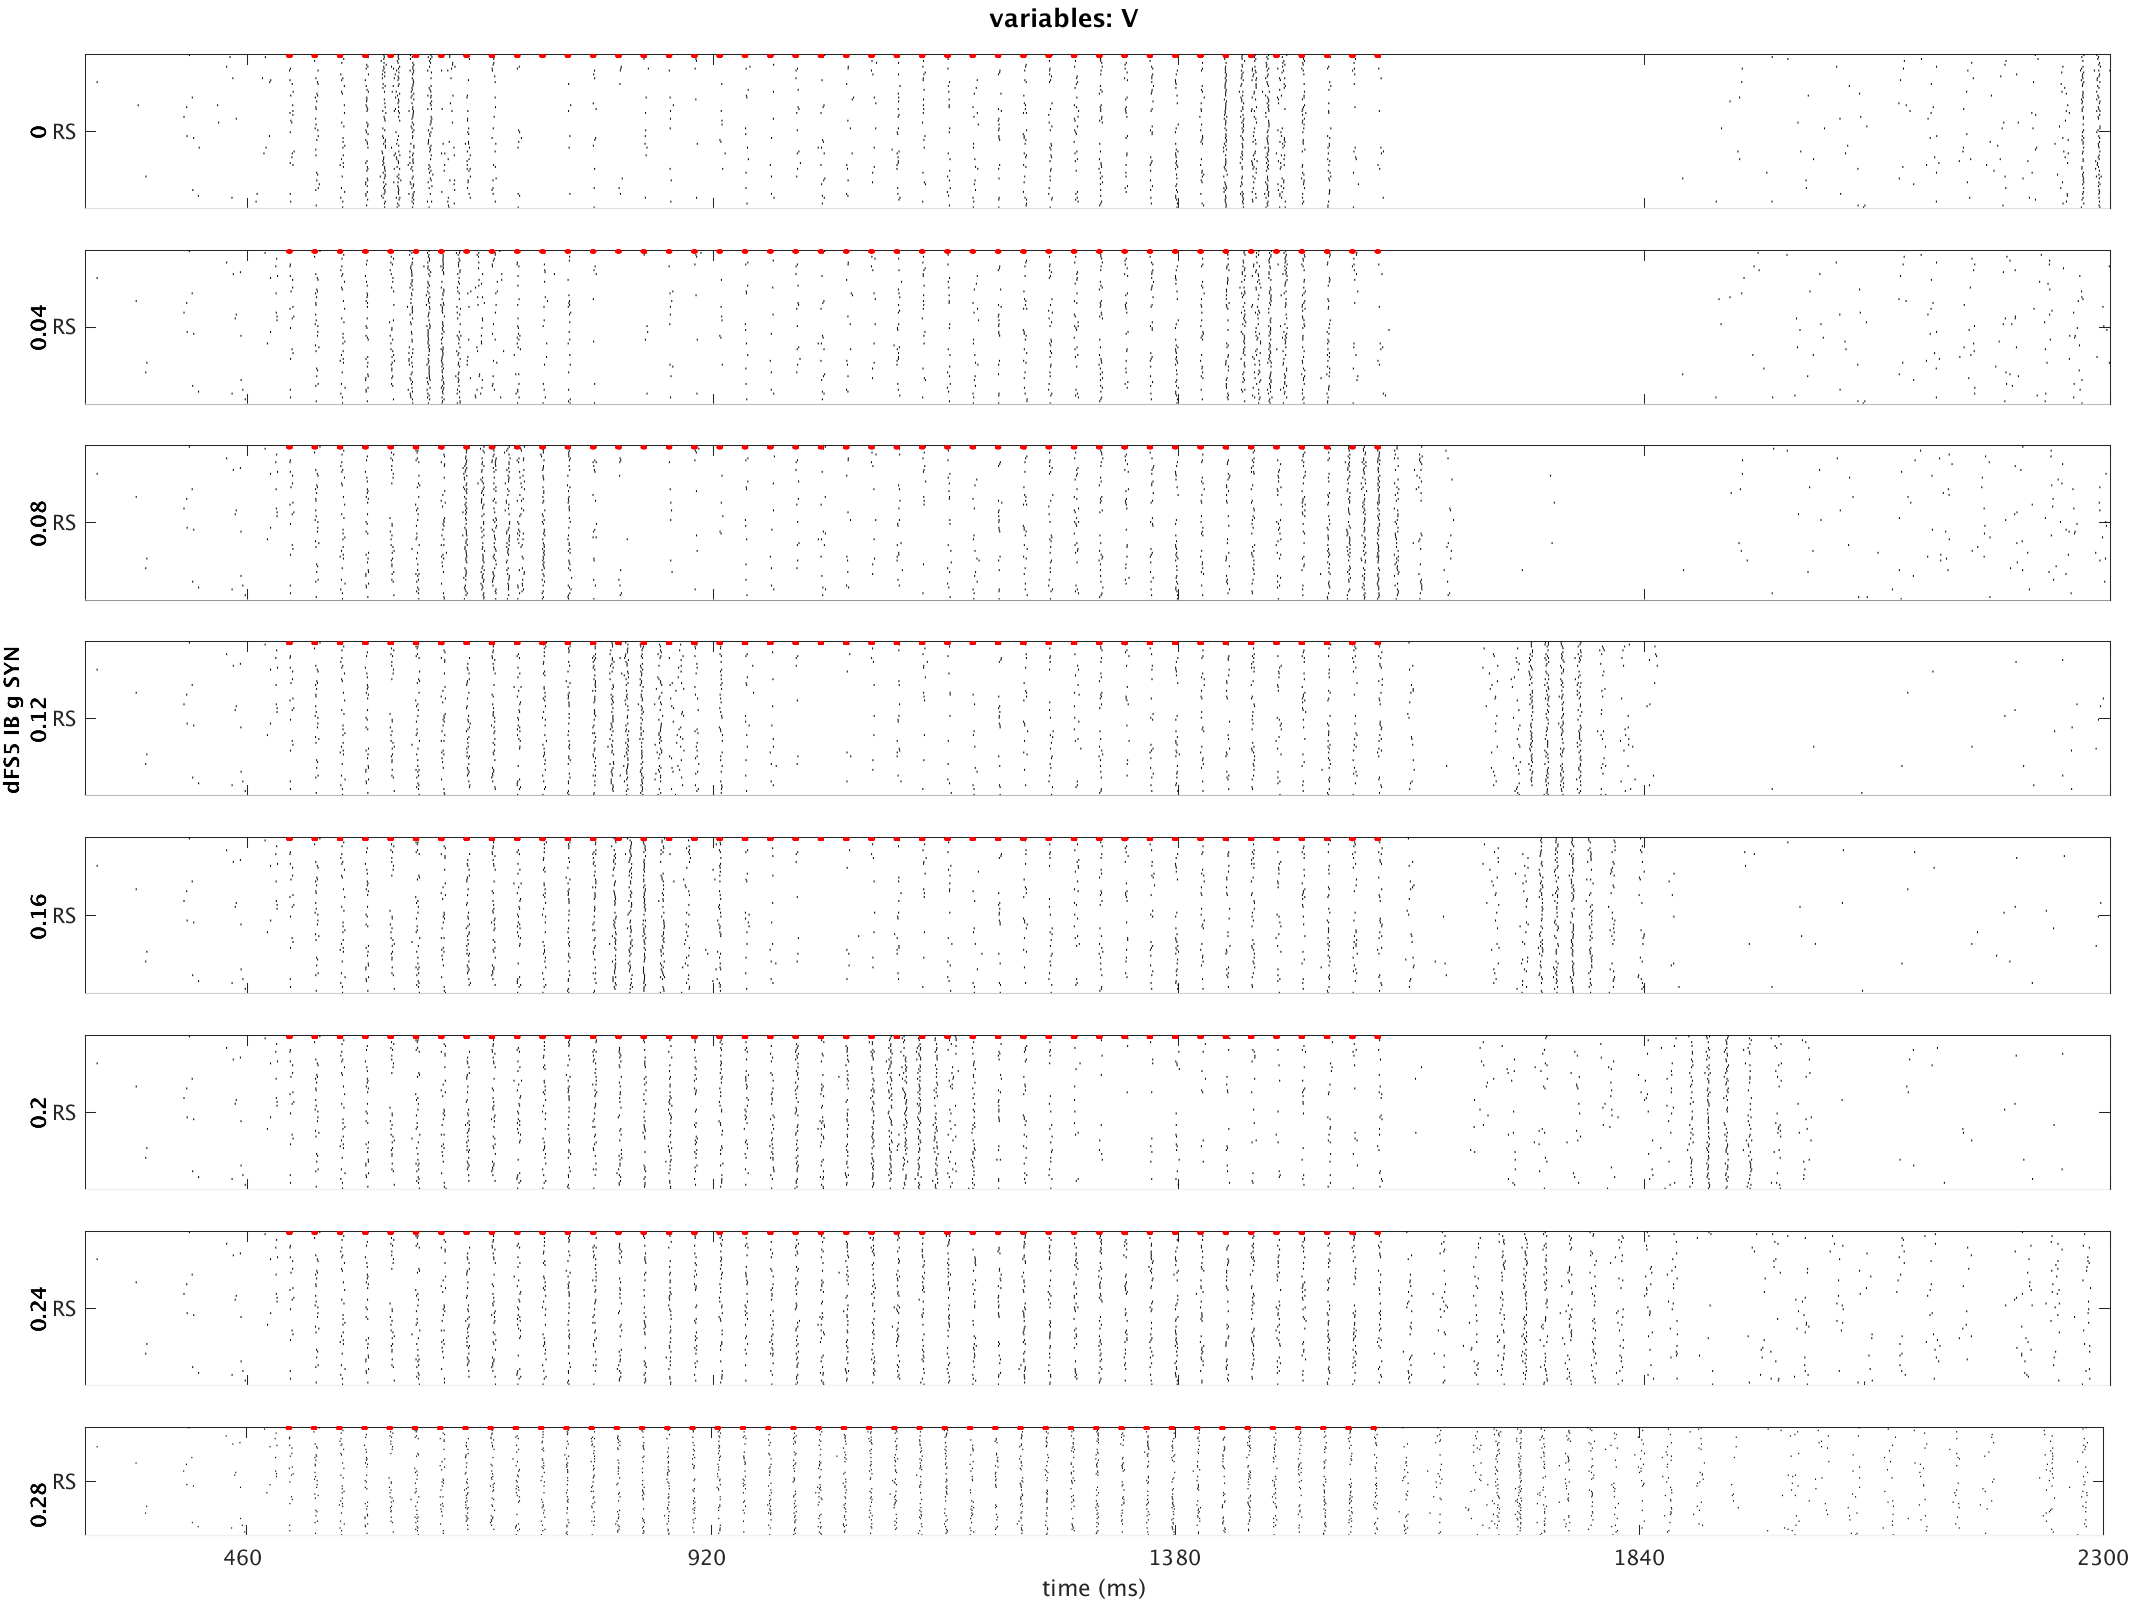 variables: V
0 RS
0.04 RS
0.08 RS
dFS5 IB g SYN
0.12 RS
0.16 RS
0.2 RS
0.24 RS
0.28 RS
460 920 1380 1840 2300
time (ms)